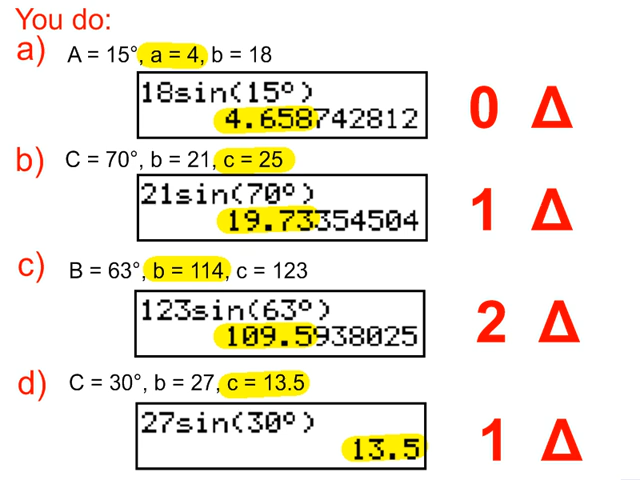 You do:
a) A = 15°, a = 4, b = 18
18sin(15°)
4.658742812
0 Δ
b) C = 70°, b = 21, c = 25
21sin(70°)
19.73354504
1 Δ
c) B = 63°, b = 114, c = 123
123sin(63°)
109.5938025
2 Δ
d) C = 30°, b = 27, c = 13.5
27sin(30°)
13.5
1 Δ